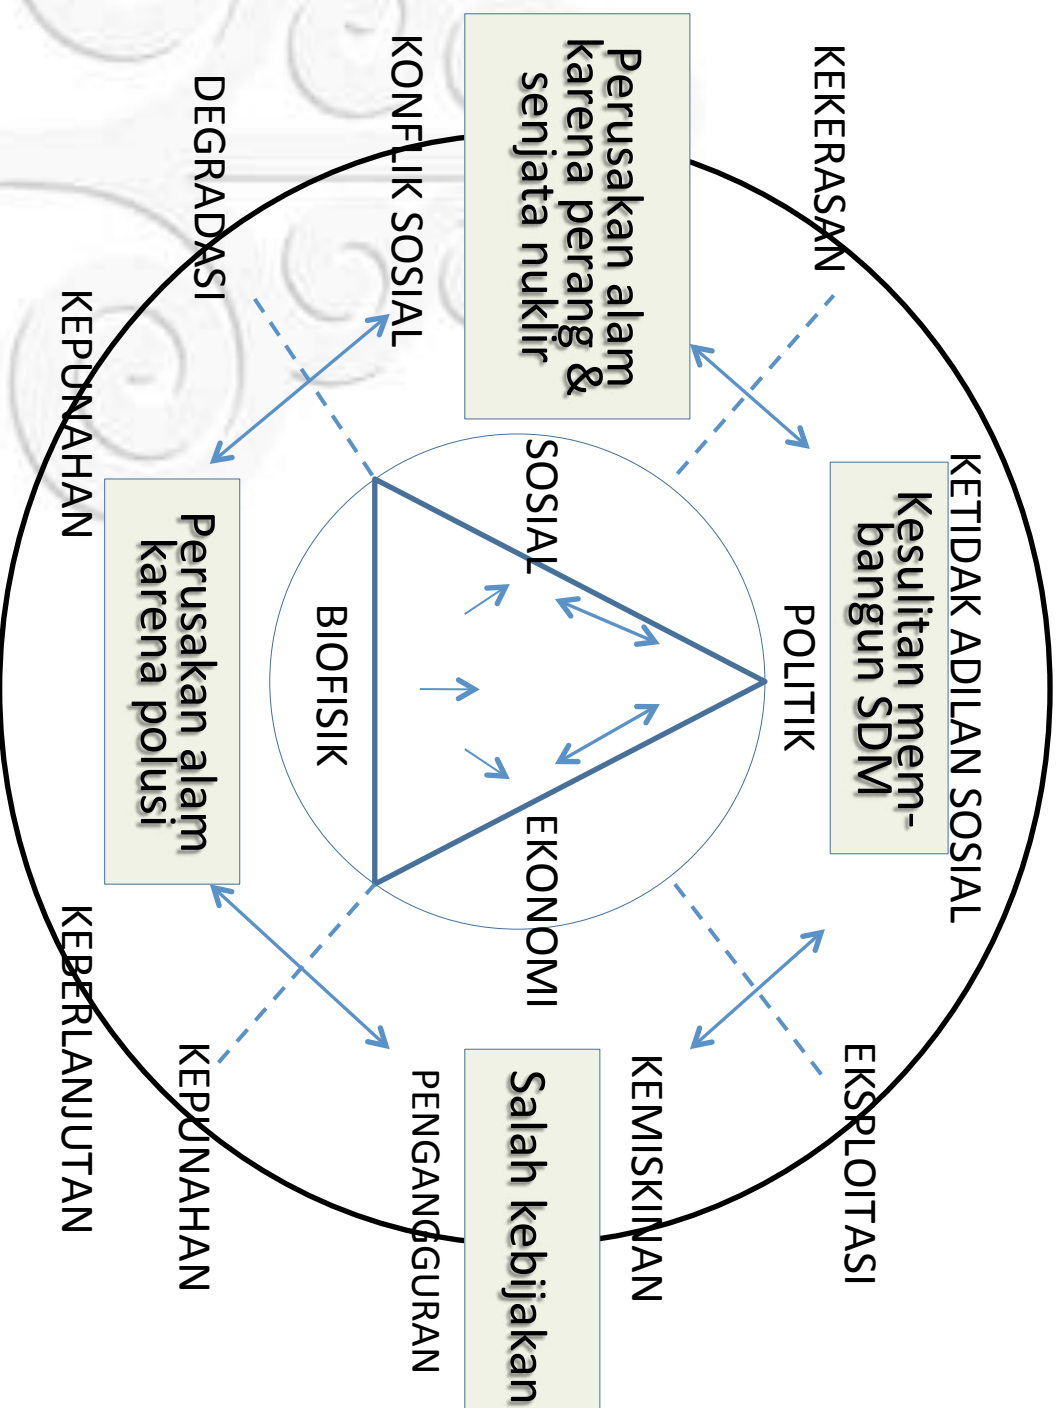 KETIDAK ADILAN SOSIAL
Kesulitan mem-
bangun SDM
KEKERASAN
EKSPLOITASI
POLITIK
KEMISKINAN
Perusakan alam
karena perang &
senjata nuklir
SOSIAL
EKONOMI
Salah kebijakan
KONFLIK SOSIAL
PENGANGGURAN
BIOFISIK
DEGRADASI
Perusakan alam
karena polusi
KEPUNAHAN
KEPUNAHAN
KEBERLANJUTAN